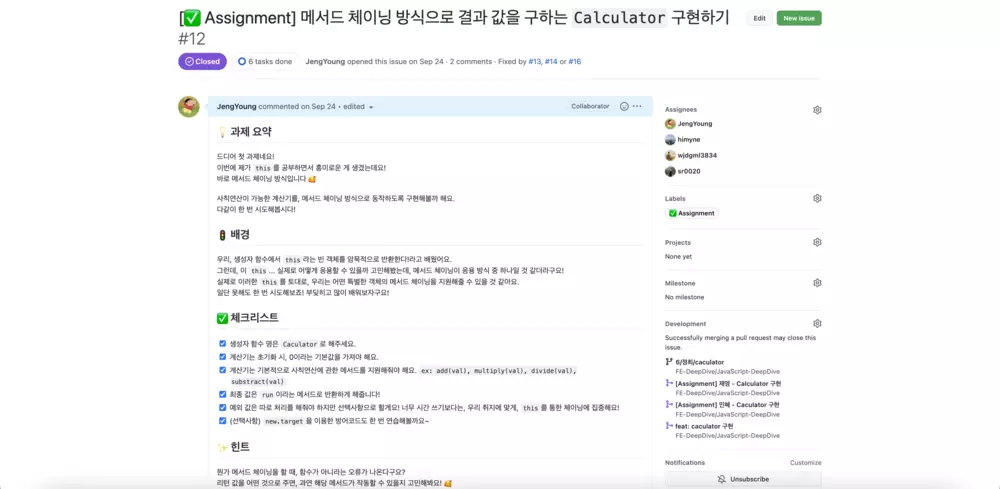 [✅ Assignment] 메서드 체이닝 방식으로 결과 값을 구하는 Calculator 구현하기
#12
Edit
New issue
Closed
6 tasks done
JengYoung opened this issue on Sep 24 · 2 comments · Fixed by #13, #14 or #16
JengYoung commented on Sep 24 • edited
Collaborator
💡 과제 요약
드디어 첫 과제네요!
이번에 제가 this 를 공부하면서 흥미로운 게 생겼는데요!
바로 메서드 체이닝 방식입니다 🥰
사칙연산이 가능한 계산기를, 메서드 체이닝 방식으로 동작하도록 구현해볼까 해요.
다같이 한 번 시도해봅시다!
🚦 배경
우리, 생성자 함수에서 this 라는 빈 객체를 암묵적으로 반환한다!라고 배웠어요.
그런데, 이 this ... 실제로 어떻게 응용할 수 있을까 고민해봤는데, 메서드 체이닝이 응용 방식 중 하나일 것 같더라구요!
실제로 이러한 this 를 토대로, 우리는 어떤 특별한 객체의 메서드 체이닝을 지원해줄 수 있을 것 같아요.
일단 못해도 한 번 시도해보죠! 부딪히고 많이 배워보자구요!
✅ 체크리스트
생성자 함수 명은 Caculator 로 해주세요.
계산기는 초기화 시, 0이라는 기본값을 가져야 해요.
계산기는 기본적으로 사칙연산에 관한 메서드를 지원해줘야 해요. ex: add(val), multiply(val), divide(val),
substract(val)
최종 값은 run 이라는 메서드로 반환하게 해줍니다!
예외 값은 따로 처리를 해줘야 하지만 선택사항으로 할게요! 너무 시간 쓰기보다는, 우리 취지에 맞게, this 를 통한 체이닝에 집중해요!
(선택사항) new.target 을 이용한 방어코드도 한 번 연습해볼까요~
✨ 힌트
뭔가 메서드 체이닝을 할 때, 함수가 아니라는 오류가 나온다구요?
리턴 값을 어떤 것으로 주면, 과연 해당 메서드가 작동할 수 있을지 고민해봐요! 🥰
Assignees
JengYoung
himyne
wjdgml3834
sr0020
Labels
✅ Assignment
Projects
None yet
Milestone
No milestone
Development
Successfully merging a pull request may close this
issue.
6/정희/caculator
FE-DeepDive/JavaScript-DeepDive
[Assignment] 재영 - Calculator 구현
FE-DeepDive/JavaScript-DeepDive
[Assignment] 민혜 - Caculator 구현
FE-DeepDive/JavaScript-DeepDive
feat: caculator 구현
FE-DeepDive/JavaScript-DeepDive
Notifications
Customize
Unsubscribe